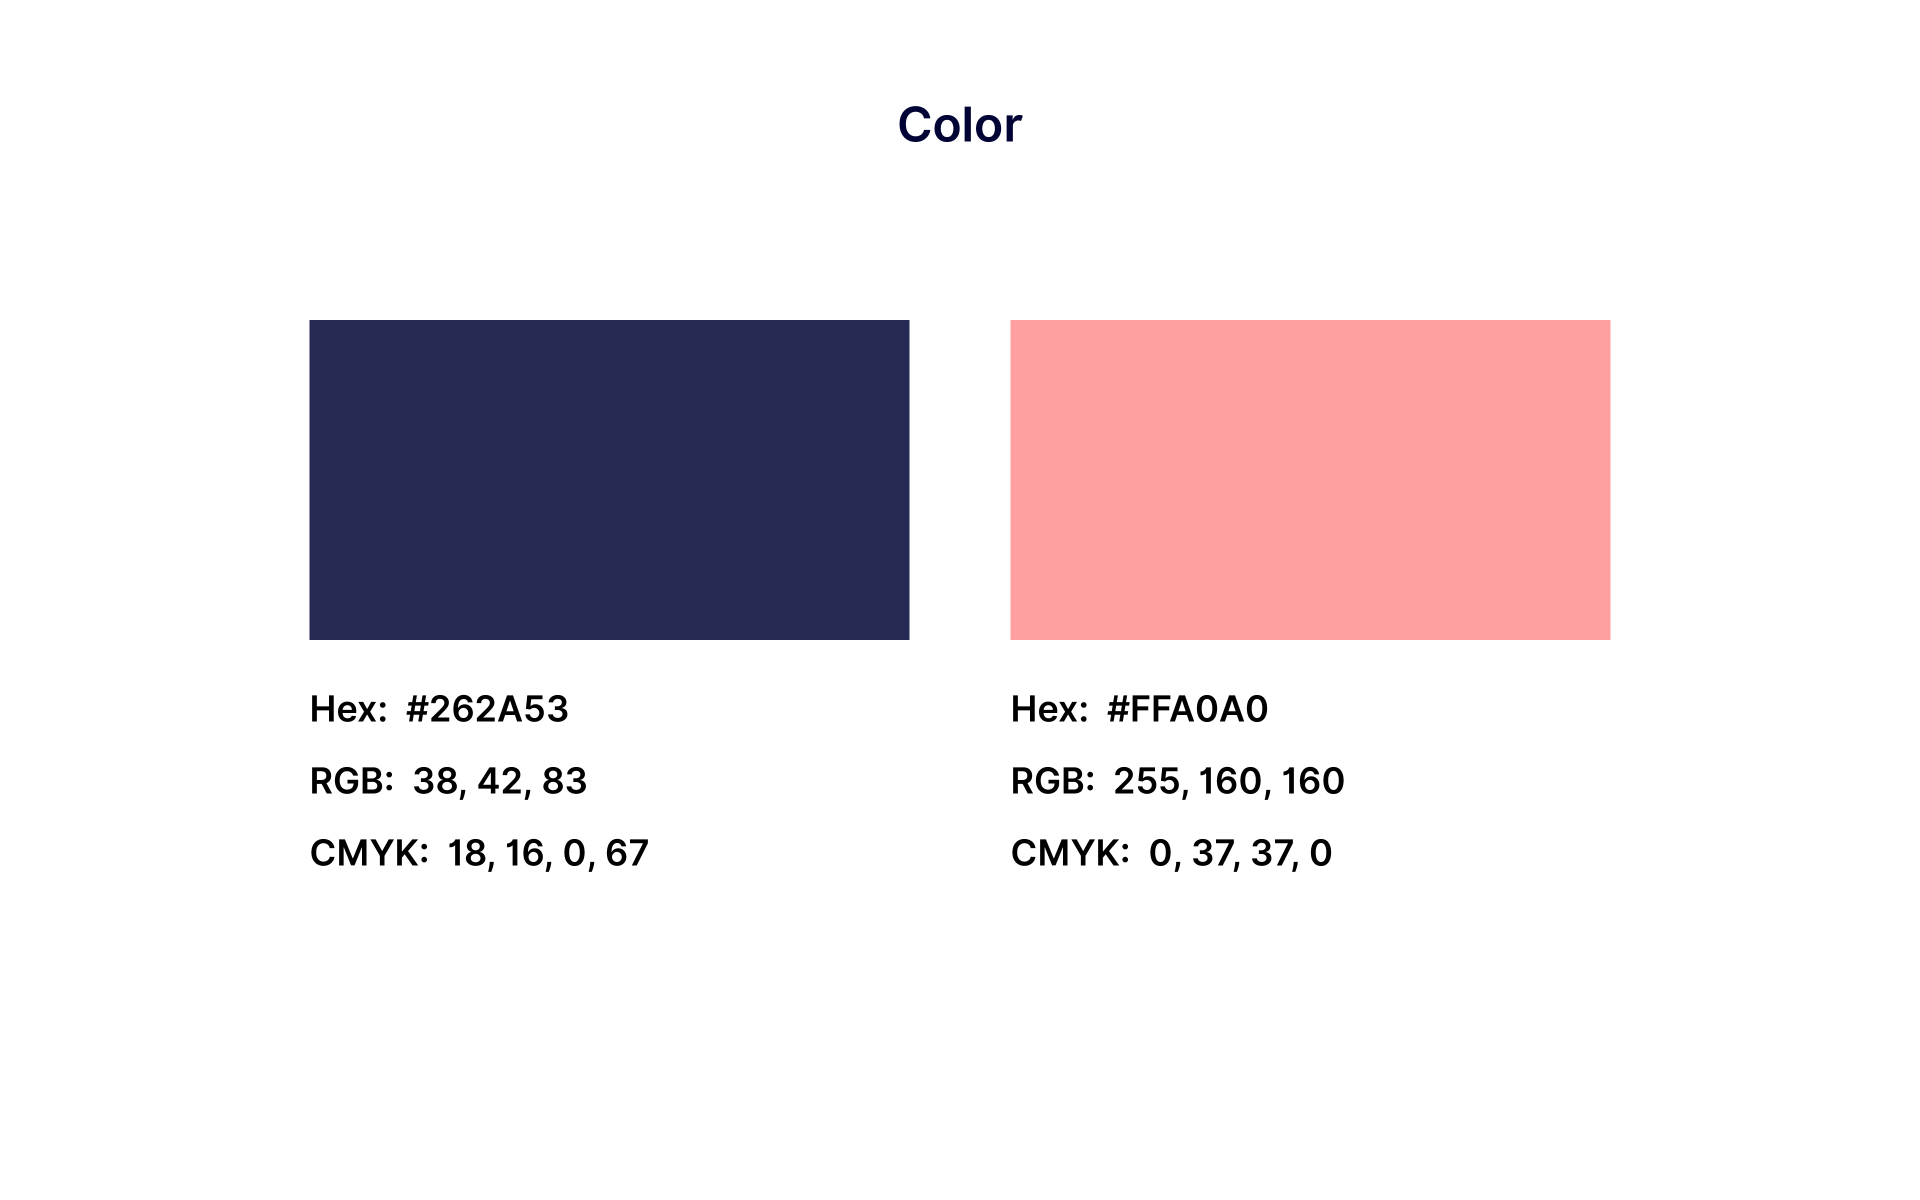 Color
Hex: #262A53
RGB: 38, 42, 83
CMYK: 18, 16, 0, 67
Hex: #FFA0A0
RGB: 255, 160, 160
CMYK: 0, 37, 37, 0